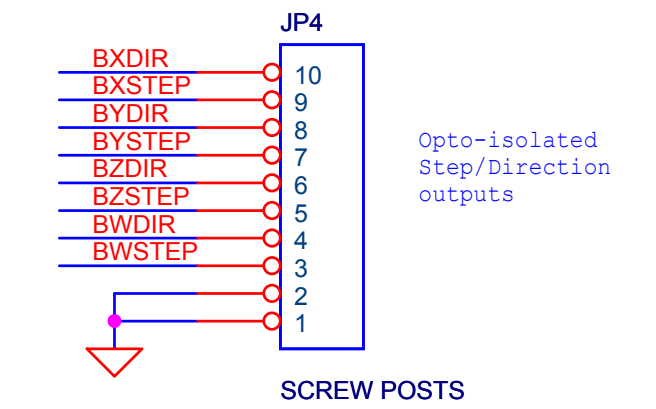 JP4
BXDIR
10
BXSTEP
9
BYDIR
8
BYSTEP
7
BZDIR
6
BZSTEP
5
BWDIR
4
BWSTEP
3
2
1
Opto-isolated
Step/Direction
outputs
SCREW POSTS